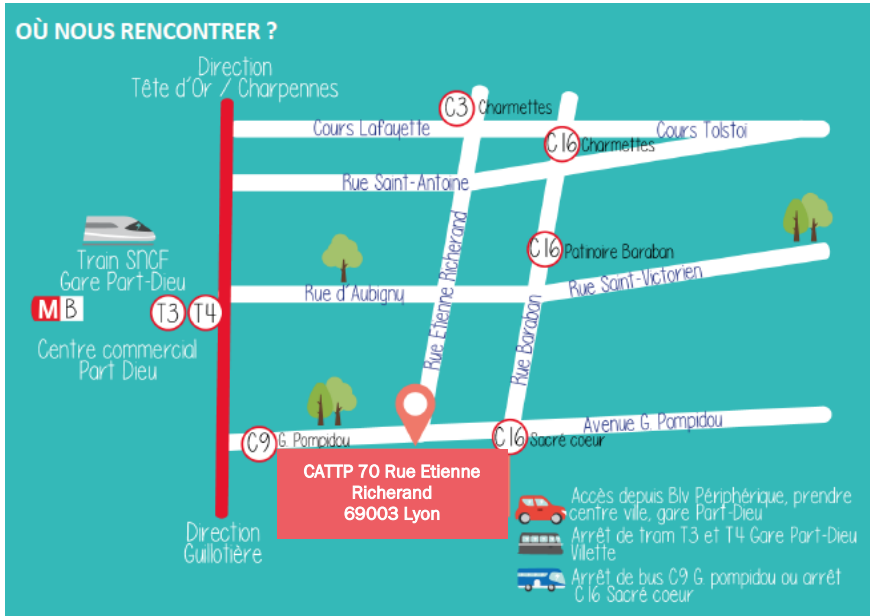 OÙ NOUS RENCONTRER ?
Direction
Tête d'Or / Charpennes
C3 Charmettes
Cours Lafayette
Cours Tolstoi
C16 Charmettes
Rue Saint-Antoine
Train SNCF
Gare Part-Dieu
M B
T3 T4
Centre commercial
Part Dieu
C16 Patinoire Baraban
Rue d'Aubigny
Rue Saint-Victorien
Rue Etienne Richerand
Rue Baraban
C9 G. Pompidou
C16 Sacré coeur
Avenue G. Pompidou
CATTP 70 Rue Etienne
Richerand
69003 Lyon
Direction
Guillotière
Accès depuis Blv Périphérique, prendre
centre ville, gare Part-Dieu
Arrêt de tram T3 et T4 Gare Part-Dieu
Villette
Arrêt de bus C9 G. pompidou ou arrêt
C16 Sacré coeur